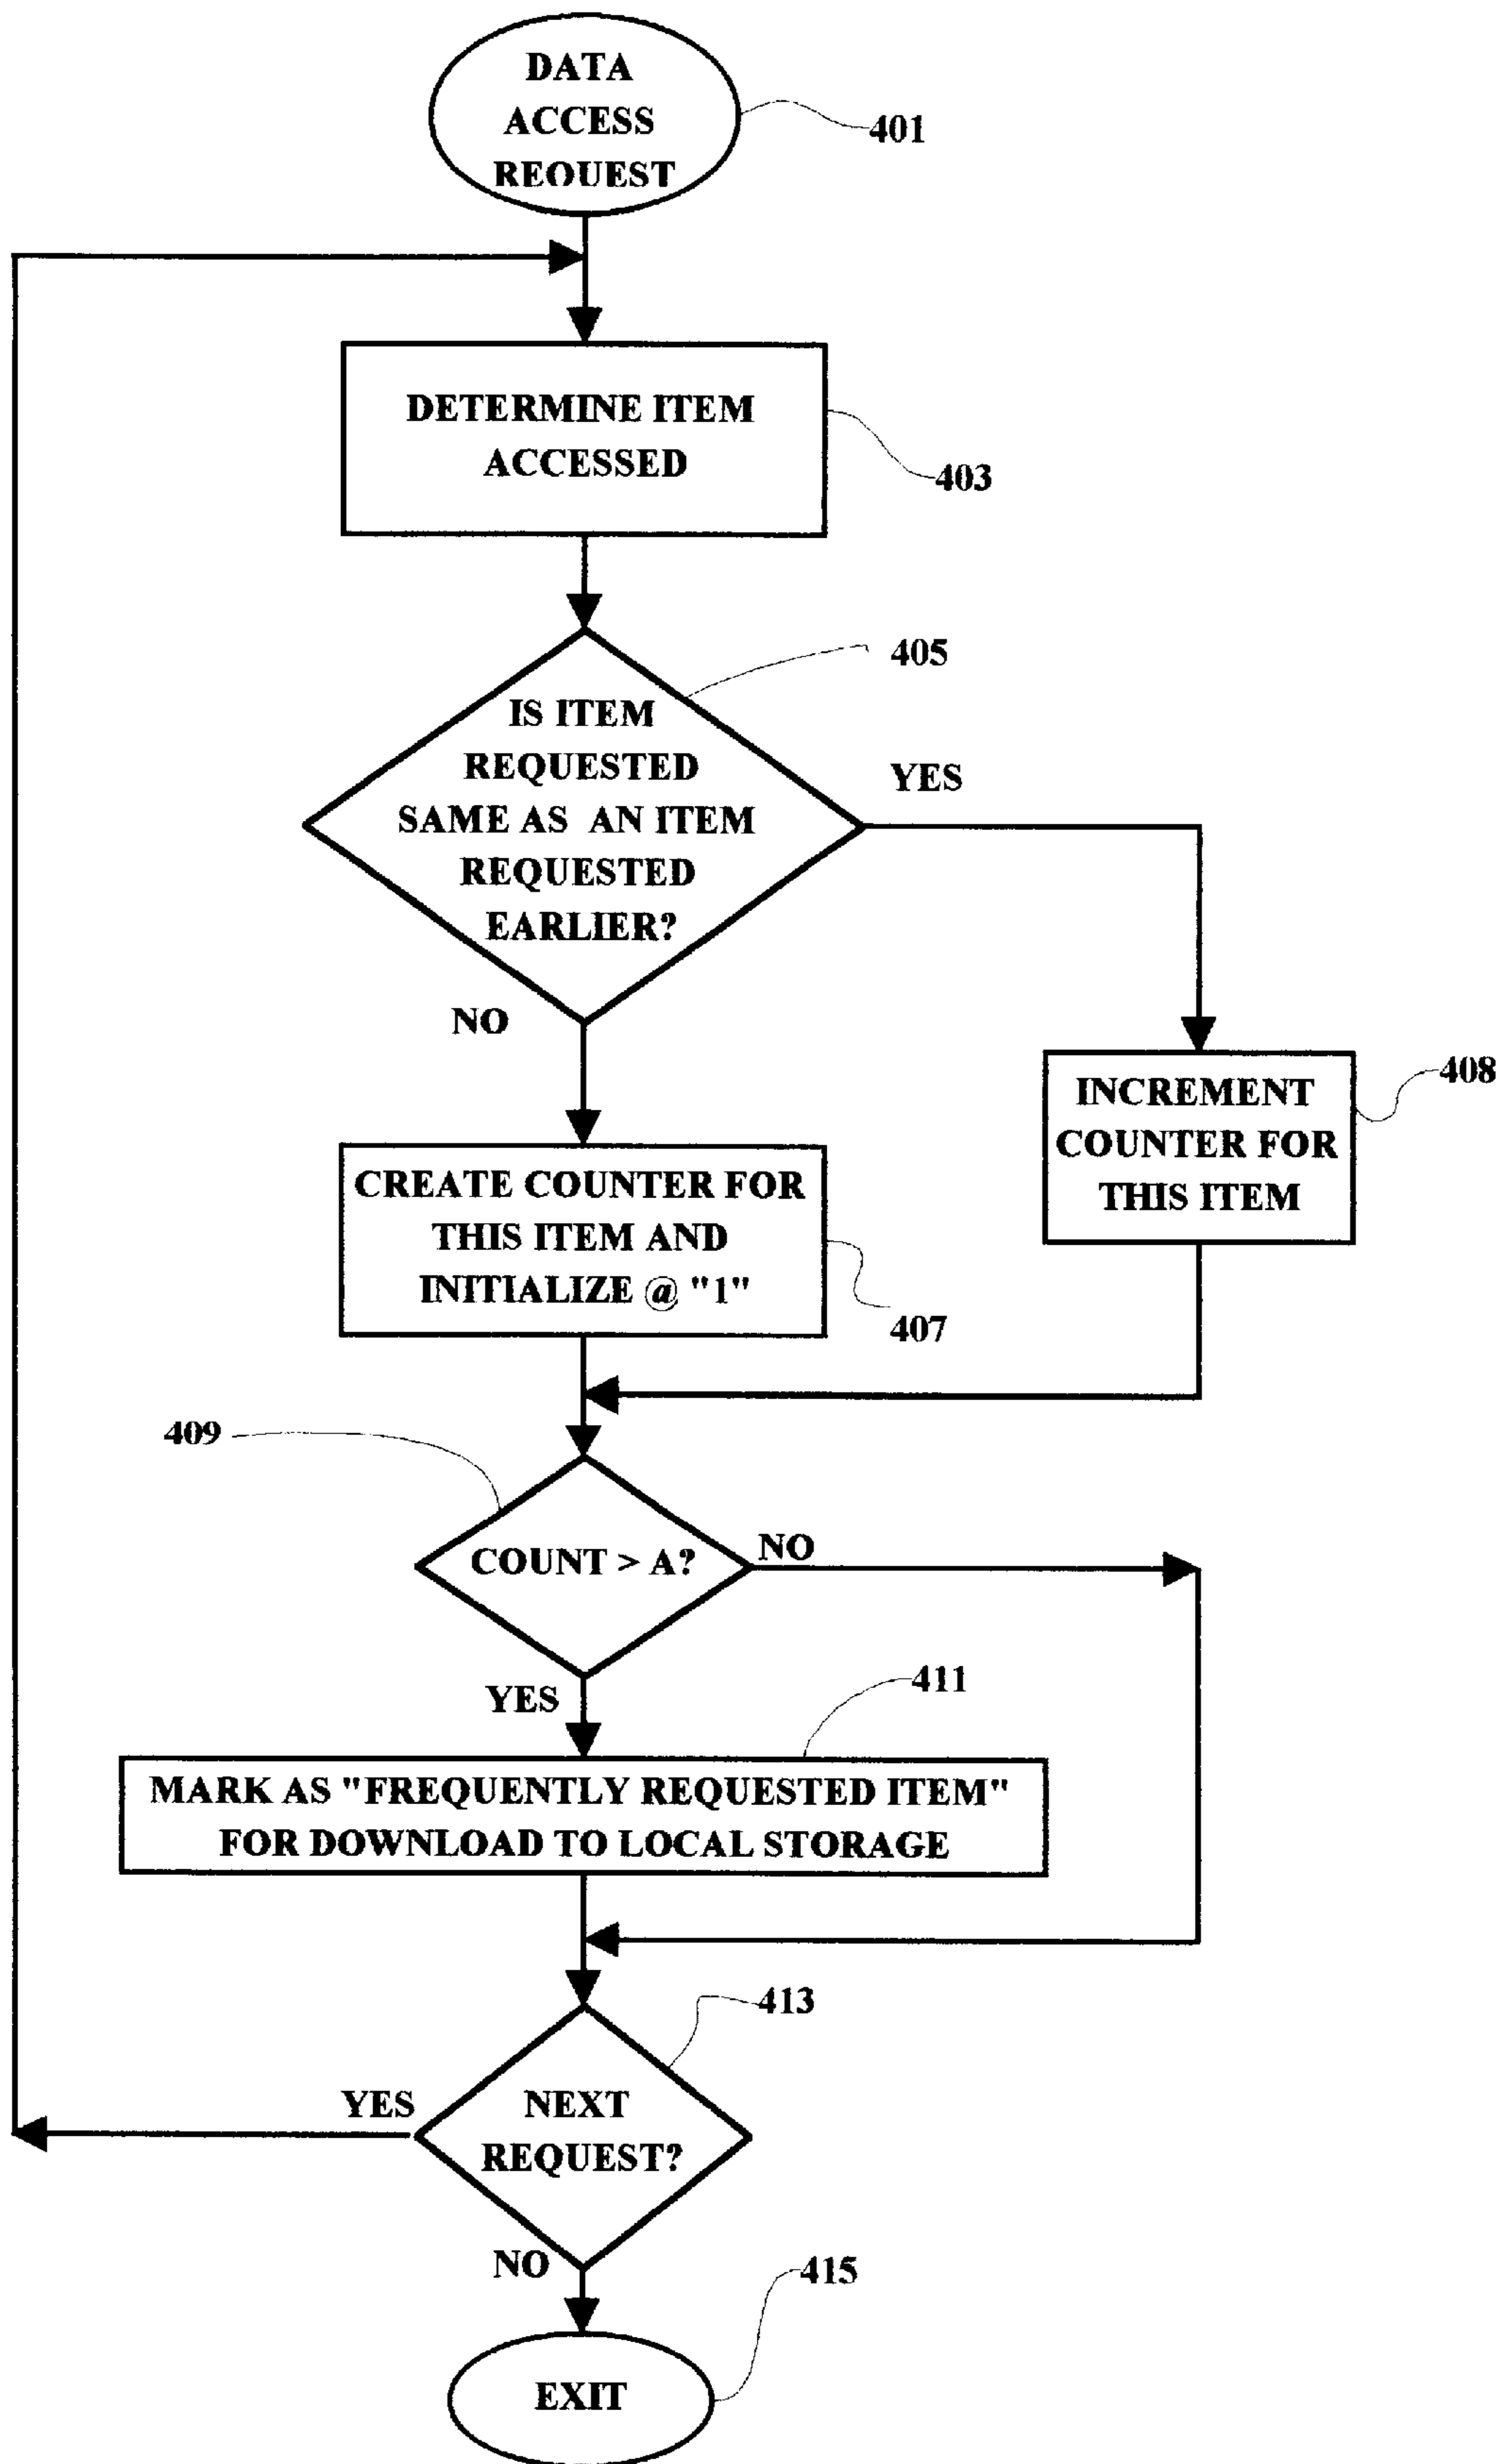 DATA
ACCESS
REQUEST
401
DETERMINE ITEM
ACCESSED
403
405
IS ITEM
REQUESTED
SAME AS AN ITEM
REQUESTED
EARLIER?
YES
NO
408
INCREMENT
COUNTER FOR
THIS ITEM
CREATE COUNTER FOR
THIS ITEM AND
INITIALIZE @ "1"
407
409
COUNT > A?
NO
YES
411
MARK AS "FREQUENTLY REQUESTED ITEM"
FOR DOWNLOAD TO LOCAL STORAGE
413
YES
NEXT
REQUEST?
NO
415
EXIT